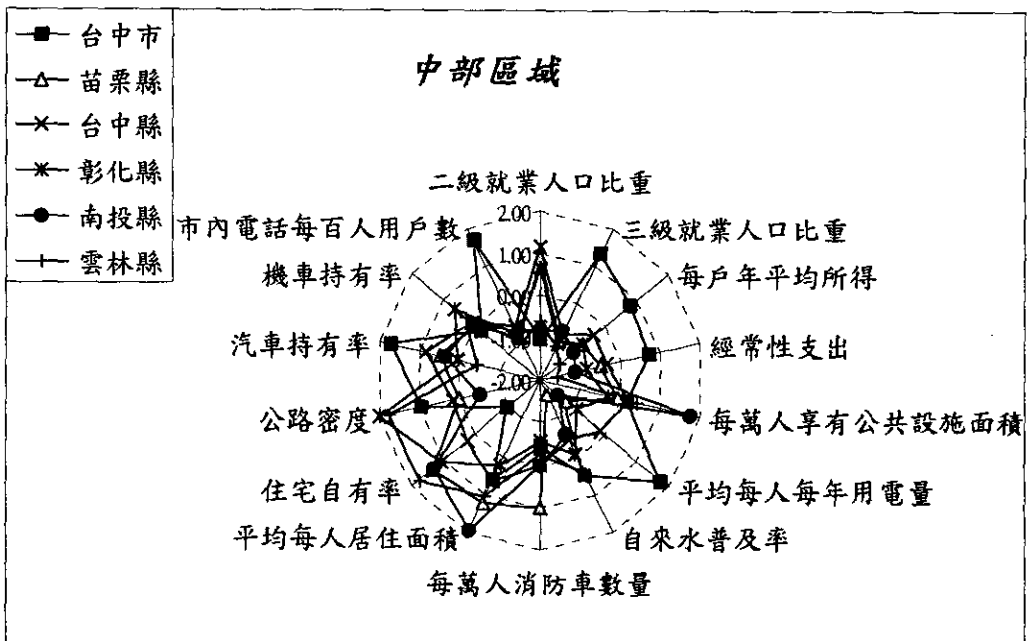 台中市
苗栗縣
台中縣
彰化縣
南投縣
雲林縣
中部區域
二級就業人口比重
三級就業人口比重
每戶年平均所得
經常性支出
每萬人享有公共設施面積
平均每人每年用電量
自來水普及率
每萬人消防車數量
平均每人居住面積
住宅自有率
公路密度
汽車持有率
機車持有率
市內電話每百人用戶數
2.00
1.00
0.00
-2.00